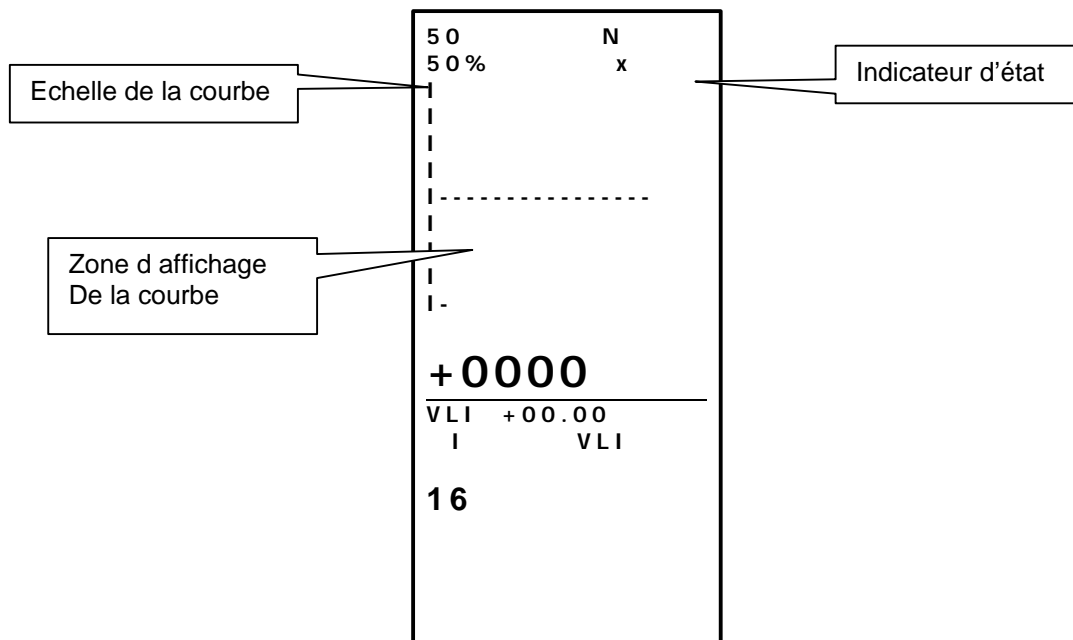 50 N
50% x
Echelle de la courbe
Indicateur d'état
Zone d affichage
De la courbe
+0000
VLI +00.00
I VLI
16